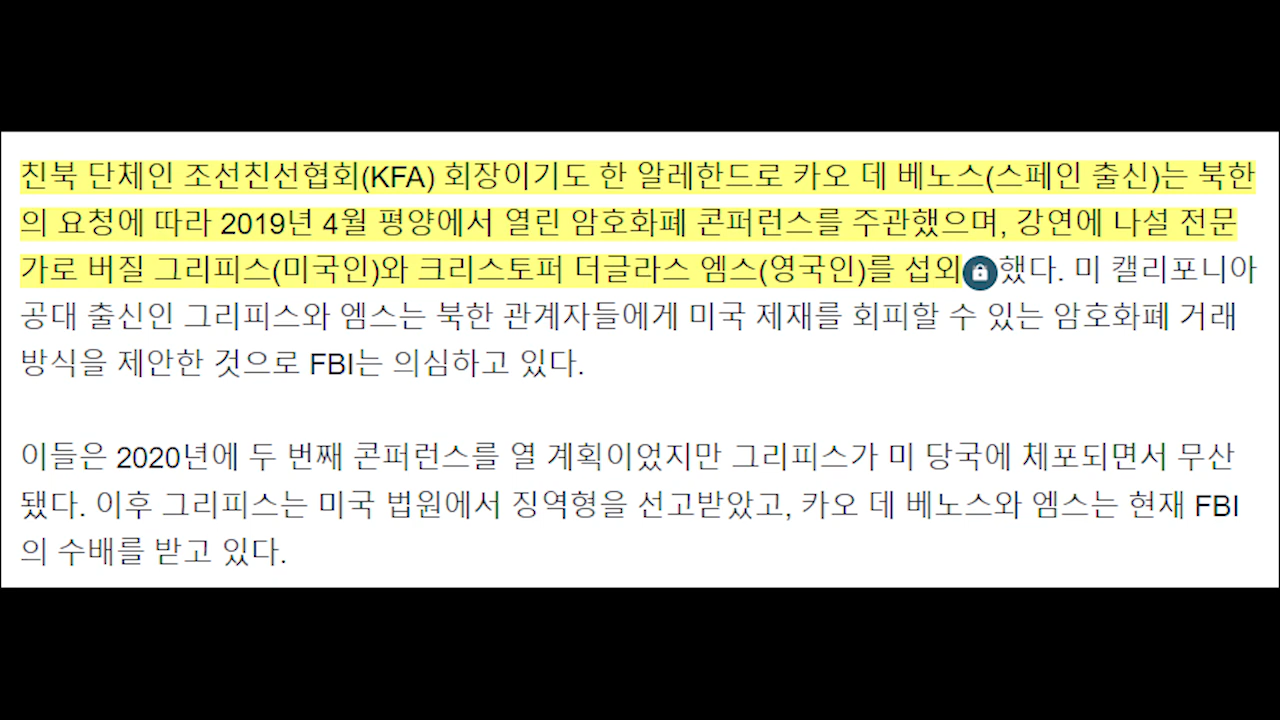 친북 단체인 조선친선협회(KFA) 회장이기도 한 알레한드로 카오 데 베노스(스페인 출신)는 북한
의 요청에 따라 2019년 4월 평양에서 열린 암호화폐 콘퍼런스를 주관했으며, 강연에 나설 전문
가로 버질 그리피스(미국인)와 크리스토퍼 더글라스 엠스(영국인)를 섭외했다. 미 캘리포니아
공대 출신인 그리피스와 엠스는 북한 관계자들에게 미국 제재를 회피할 수 있는 암호화폐 거래
방식을 제안한 것으로 FBI는 의심하고 있다.
이들은 2020년에 두 번째 콘퍼런스를 열 계획이었지만 그리피스가 미 당국에 체포되면서 무산
됐다. 이후 그리피스는 미국 법원에서 징역형을 선고받았고, 카오 데 베노스와 엠스는 현재 FBI
의 수배를 받고 있다.